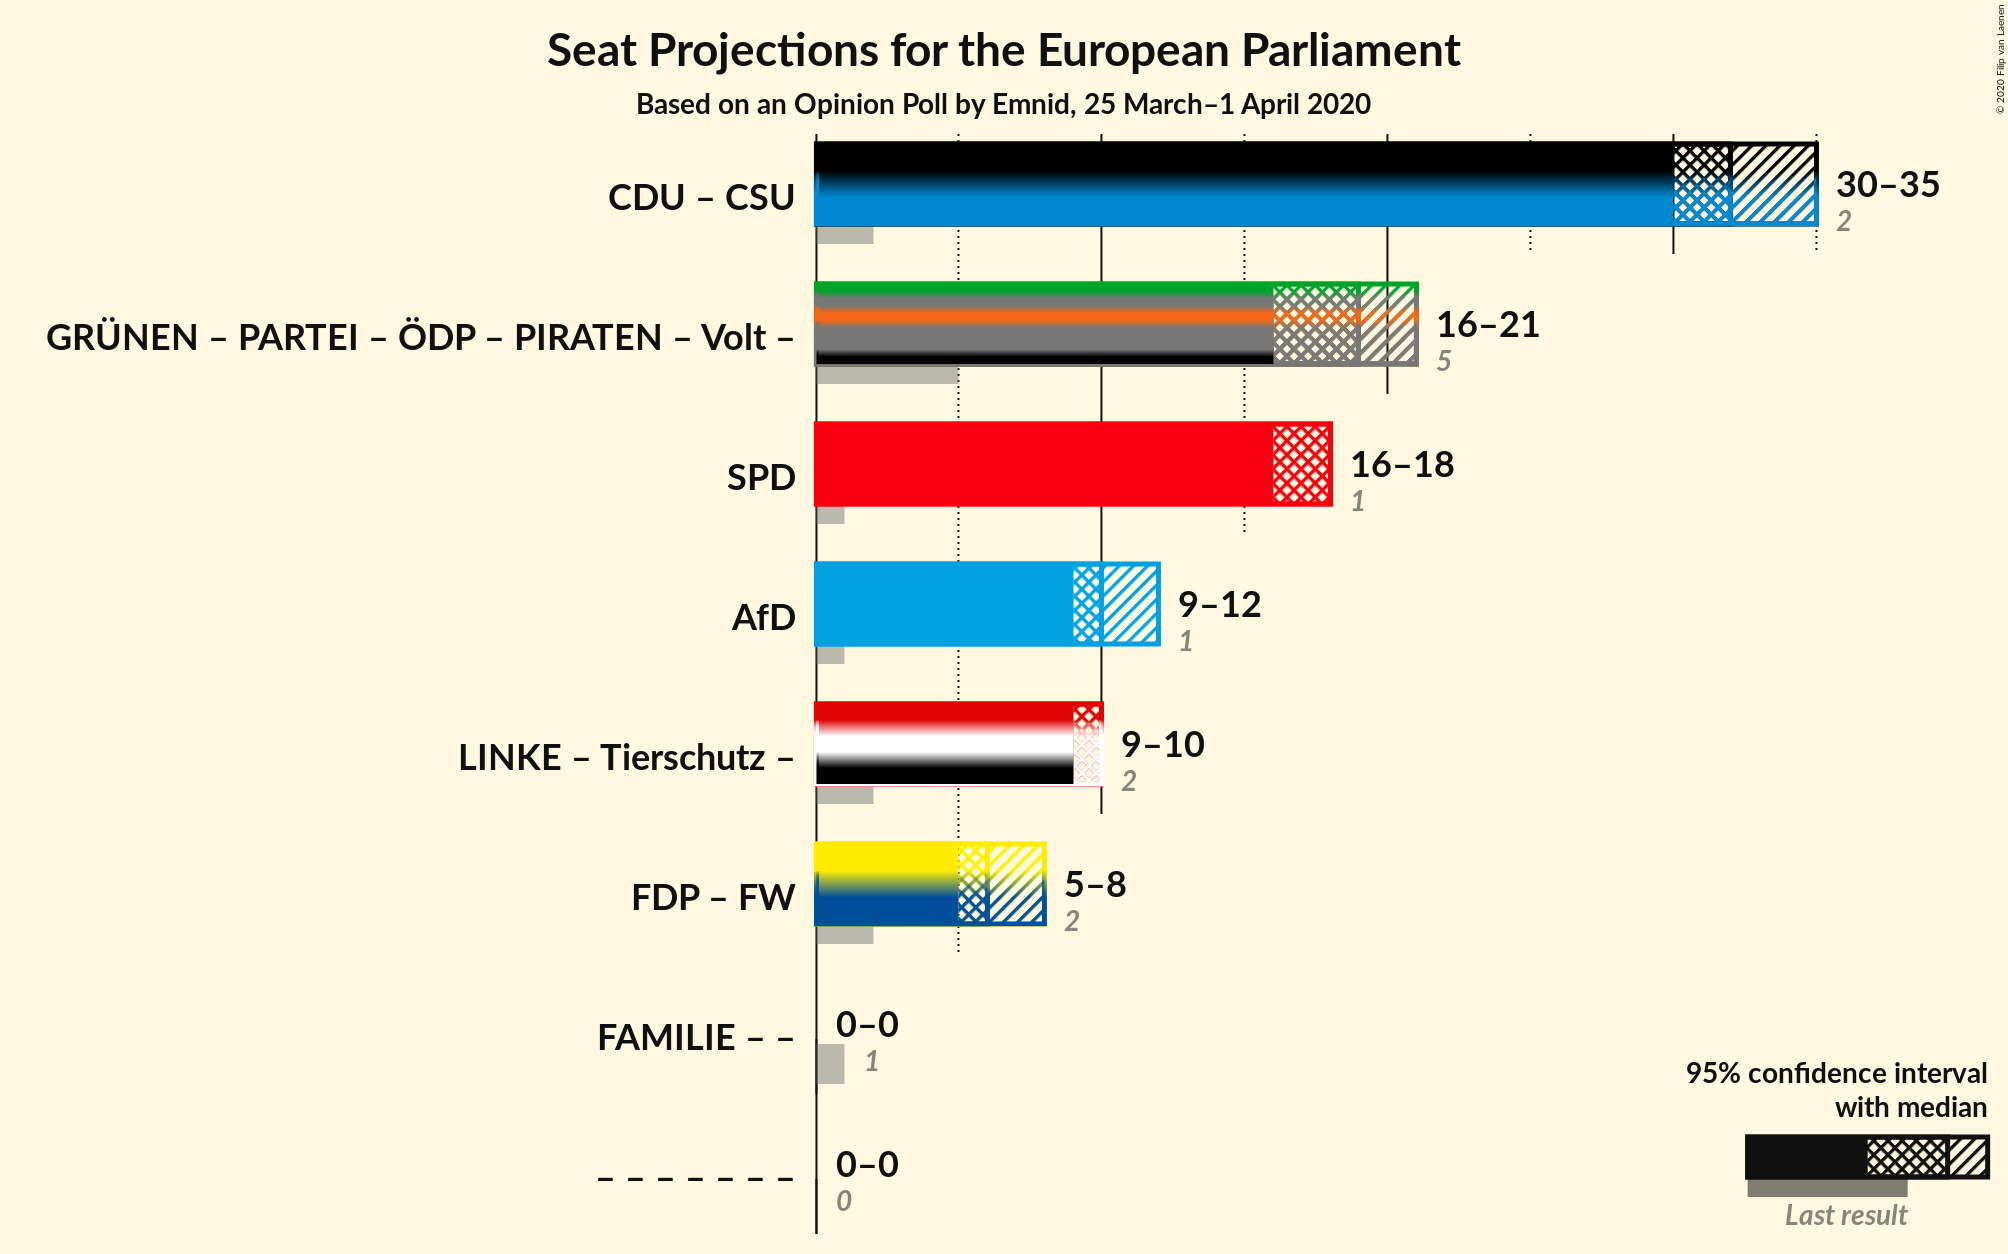 Seat Projections for the European Parliament
Based on an Opinion Poll by Emnid, 25 March–1 April 2020
© 2020 Filip van Laenen
CDU – CSU
30–35
2
GRÜNEN – PARTEI – ÖDP – PIRATEN – Volt –
16–21
5
SPD
16–18
1
AfD
9–12
1
LINKE – Tierschutz –
9–10
2
FDP – FW
5–8
2
FAMILIE – –
0–0
1
– – – – – – –
0–0
0
95% confidence interval
with median
Last result